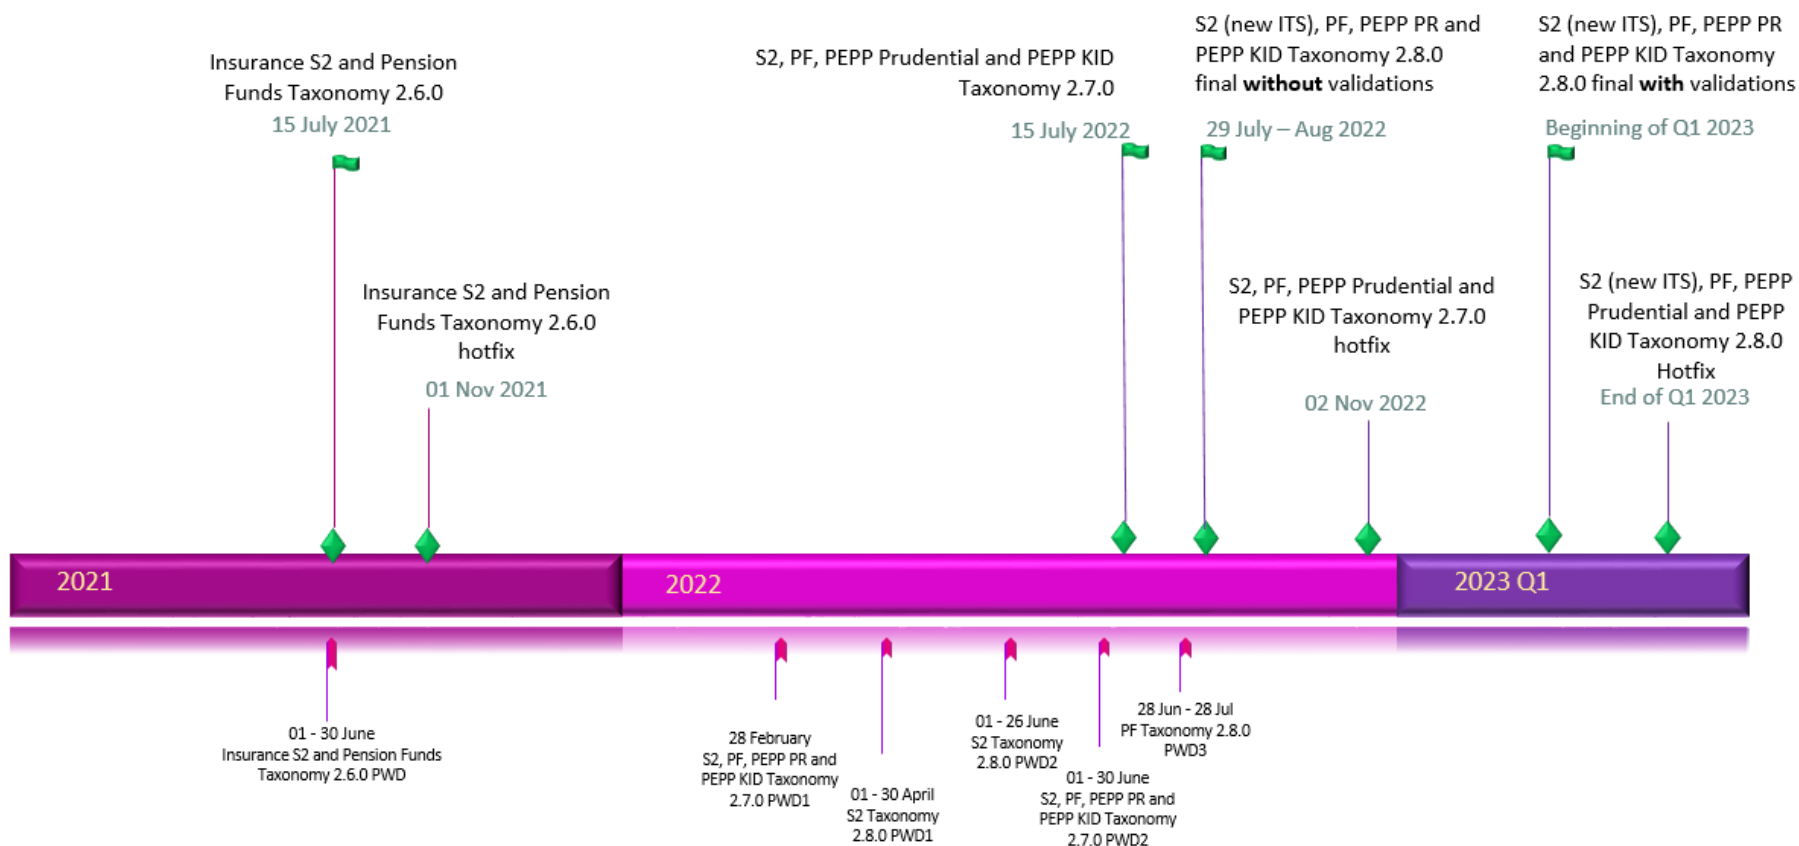 Insurance S2 and Pension
Funds Taxonomy 2.6.0
15 July 2021
S2, PF, PEPP Prudential and PEPP KID
Taxonomy 2.7.0
15 July 2022
S2 (new ITS), PF, PEPP PR and
PEPP KID Taxonomy 2.8.0
final without validations
29 July – Aug 2022
S2 (new ITS), PF, PEPP PR
and PEPP KID Taxonomy
2.8.0 final with validations
Beginning of Q1 2023
Insurance S2 and Pension
Funds Taxonomy 2.6.0
hotfix
01 Nov 2021
S2, PF, PEPP Prudential and
PEPP KID Taxonomy 2.7.0
hotfix
02 Nov 2022
S2 (new ITS), PF, PEPP
Prudential and PEPP
KID Taxonomy 2.8.0
Hotfix
End of Q1 2023
2021
2022
2023 Q1
01 - 30 June
Insurance S2 and Pension Funds
Taxonomy 2.6.0 PWD
28 February
S2, PF, PEPP PR and
PEPP KID Taxonomy
2.7.0 PWD1
01 - 30 April
S2 Taxonomy
2.8.0 PWD1
01 - 26 June
S2 Taxonomy
2.8.0 PWD2
01 - 30 June
S2, PF, PEPP PR and
PEPP KID Taxonomy
2.7.0 PWD2
28 Jun - 28 Jul
PF Taxonomy 2.8.0
PWD3